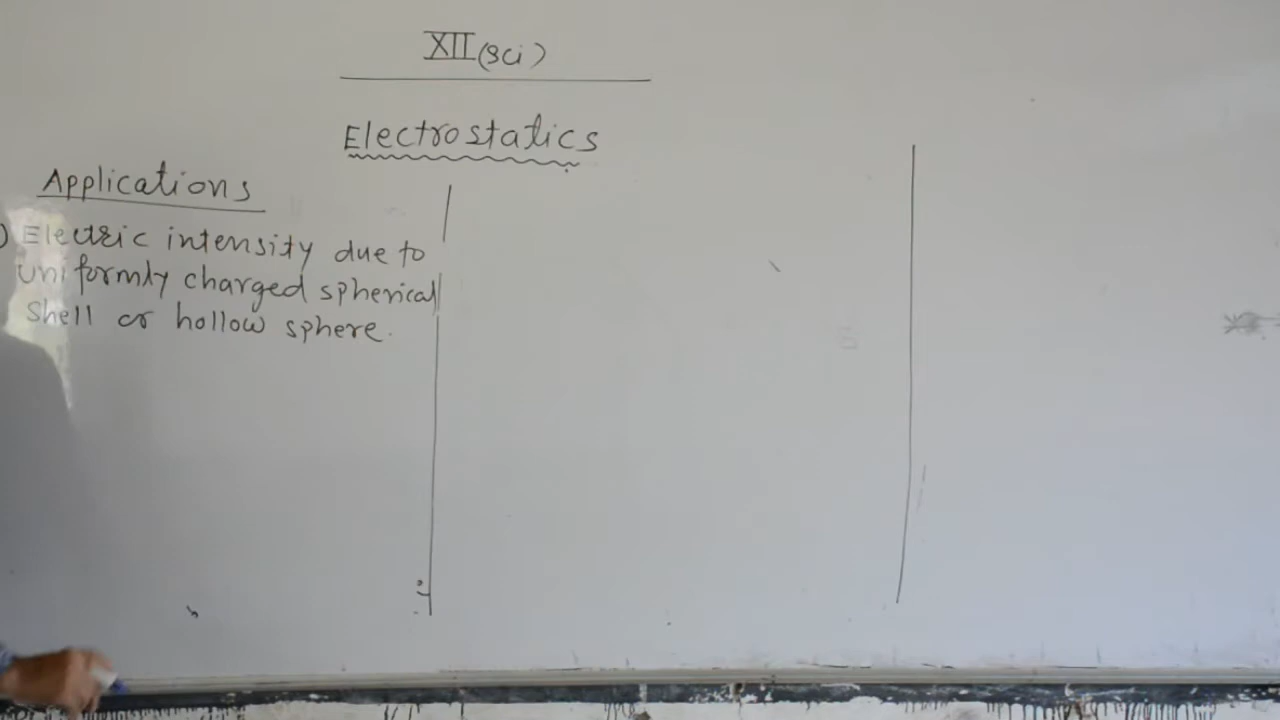 XII (Sci)
Electrostatics
Applications
) Electric intensity due to
uniformly charged spherical
shell or hollow sphere.